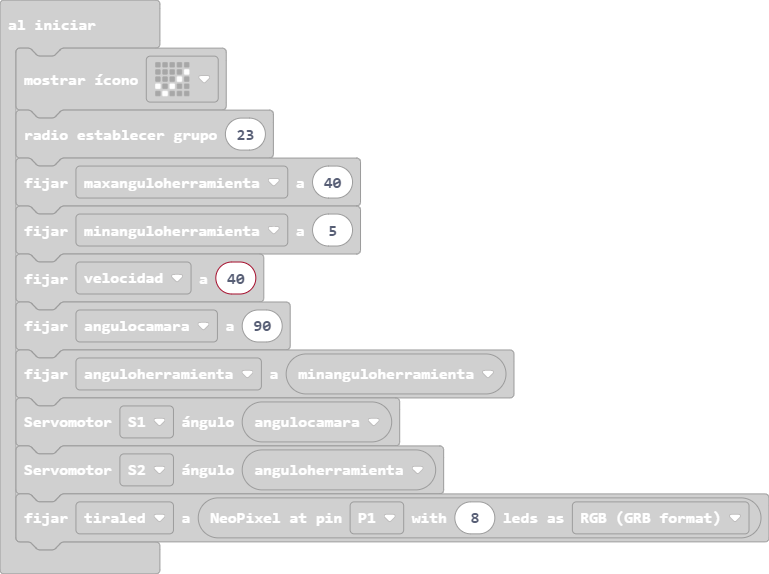 al iniciar
mostrar ícono
radio establecer grupo 23
fijar maxanguloherramienta a 40
fijar minanguloherramienta a 5
fijar velocidad a 40
fijar angulocamara a 90
fijar anguloherramienta a minanguloherramienta
Servomotor S1 ángulo angulocamara
Servomotor S2 ángulo anguloherramienta
fijar tiraled a NeoPixel at pin P1 with 8 leds as RGB (GRB format)